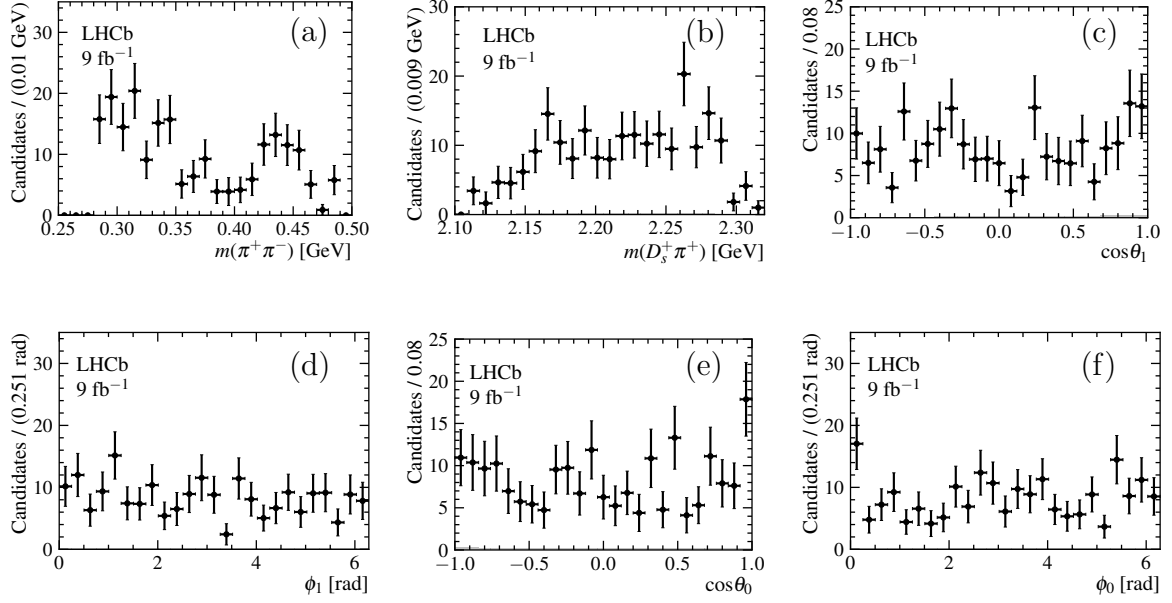 Candidates / (0.01 GeV)
30
20
10
0
LHCb
9 fb⁻¹
(a)
0.25 0.30 0.35 0.40 0.45 0.50
m(π⁺π⁻) [GeV]
Candidates / (0.009 GeV)
30
20
10
0
LHCb
9 fb⁻¹
(b)
2.10 2.15 2.20 2.25 2.30
m(Dₛ⁺π⁺) [GeV]
Candidates / 0.08
25
20
15
10
5
0
LHCb
9 fb⁻¹
(c)
−1.0 −0.5 0.0 0.5 1.0
cosθ₁
Candidates / (0.251 rad)
30
20
10
0
LHCb
9 fb⁻¹
(d)
0 2 4 6
ϕ₁ [rad]
Candidates / 0.08
25
20
15
10
5
0
LHCb
9 fb⁻¹
(e)
−1.0 −0.5 0.0 0.5 1.0
cosθ₀
Candidates / (0.251 rad)
30
20
10
0
LHCb
9 fb⁻¹
(f)
0 2 4 6
ϕ₀ [rad]